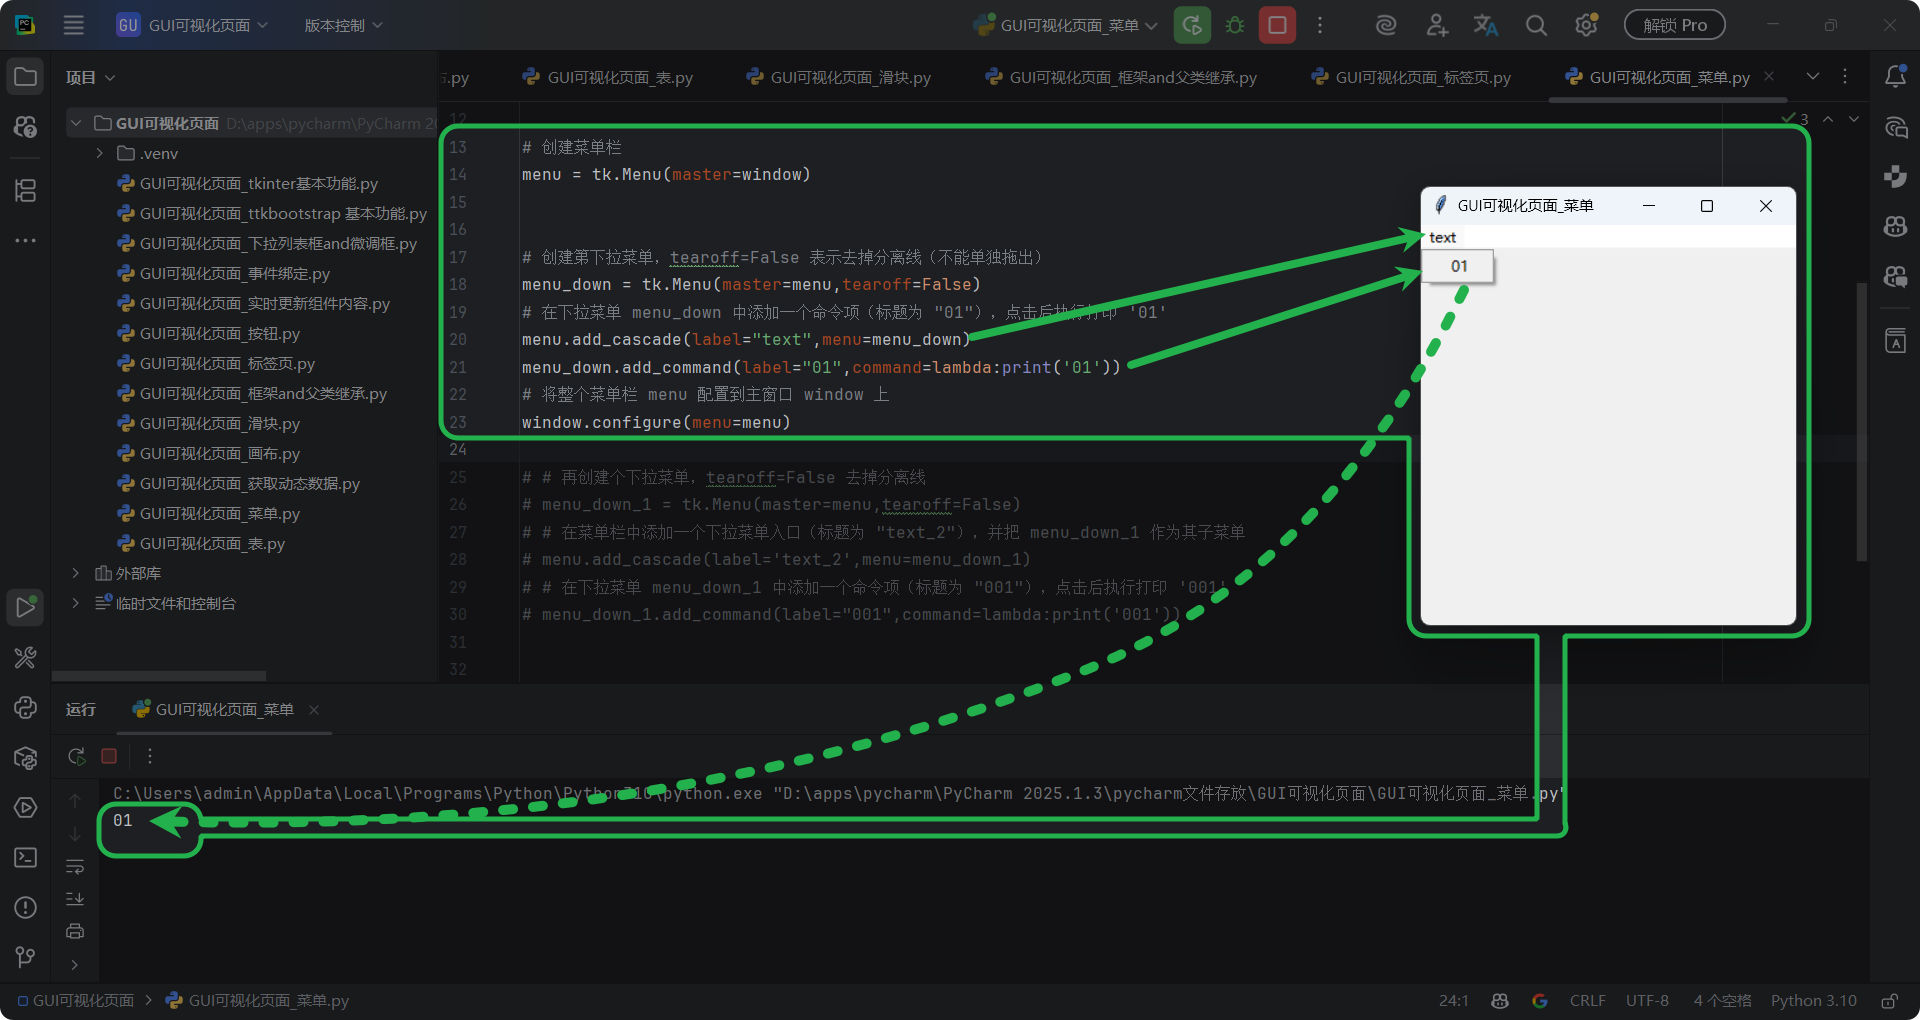 GU GUI可视化页面 版本控制 GUI可视化页面_菜单 解锁 Pro
项目
.py GUI可视化页面_表.py GUI可视化页面_滑块.py GUI可视化页面_框架and父类继承.py GUI可视化页面_标签页.py GUI可视化页面_菜单.py
GUI可视化页面 D:\apps\pycharm\PyCharm 2
.venv
GUI可视化页面_tkinter基本功能.py
GUI可视化页面_ttkbootstrap 基本功能.py
GUI可视化页面_下拉列表框and微调框.py
GUI可视化页面_事件绑定.py
GUI可视化页面_实时更新组件内容.py
GUI可视化页面_按钮.py
GUI可视化页面_标签页.py
GUI可视化页面_框架and父类继承.py
GUI可视化页面_滑块.py
GUI可视化页面_画布.py
GUI可视化页面_获取动态数据.py
GUI可视化页面_菜单.py
GUI可视化页面_表.py
外部库
临时文件和控制台
12
3
13 # 创建菜单栏
14 menu = tk.Menu(master=window)
15
16
17 # 创建第下拉菜单，tearoff=False 表示去掉分离线（不能单独拖出）
18 menu_down = tk.Menu(master=menu,tearoff=False)
19 # 在下拉菜单 menu_down 中添加一个命令项（标题为 "01"），点击后执行打印 '01'
20 menu.add_cascade(label="text",menu=menu_down)
21 menu_down.add_command(label="01",command=lambda:print('01'))
22 # 将整个菜单栏 menu 配置到主窗口 window 上
23 window.configure(menu=menu)
24
25 # # 再创建个下拉菜单，tearoff=False 去掉分离线
26 # menu_down_1 = tk.Menu(master=menu,tearoff=False)
27 # # 在菜单栏中添加一个下拉菜单入口（标题为 "text_2"），并把 menu_down_1 作为其子菜单
28 # menu.add_cascade(label='text_2',menu=menu_down_1)
29 # # 在下拉菜单 menu_down_1 中添加一个命令项（标题为 "001"），点击后执行打印 '001'
30 # menu_down_1.add_command(label="001",command=lambda:print('001'))
31
32
GUI可视化页面_菜单
text
01
运行 GUI可视化页面_菜单
C:\Users\admin\AppData\Local\Programs\Python\Python310\python.exe "D:\apps\pycharm\PyCharm 2025.1.3\pycharm文件存放\GUI可视化页面\GUI可视化页面_菜单.py"
01
GUI可视化页面 GUI可视化页面_菜单.py 24:1 CRLF UTF-8 4 个空格 Python 3.10